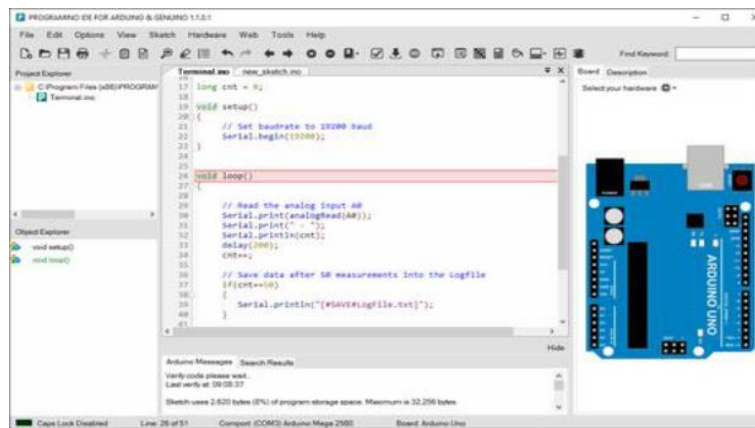 PROGRAMINO IDE FOR ARDUINO & GENUINO
File Edit Options View Sketch Hardware Web Tools Help
Find Keyword:
Project Explorer
C:\Program Files (x86)\PROGRAM
Terminal.ino
Object Explorer
void setup()
void loop()
Terminal.ino new_sketch.ino
17 long cnt = 0;
18
19 void setup()
20 {
21 // Set baudrate to 19200 baud
22 Serial.begin(19200);
23 }
24
25
26 void loop()
27 {
28
29 // Read the analog input A0
30 Serial.print(analogRead(A0));
31 Serial.print(" - ");
32 Serial.println(cnt);
33 delay(200);
34 cnt++;
35
36 // Save data after 50 measurements into the Logfile
37 if(cnt==50)
38 {
39 Serial.println("[#SAVE#LogFile.txt]");
40 }
41
Hide
Arduino Messages Search Results
Verify code please wait...
Last verify at: 09:08:37
Sketch uses 2.620 bytes (8%) of program storage space. Maximum is 32.256 bytes.
Board Description
Select your hardware
ARDUINO UNO
Caps Lock Disabled Line: 26 of 51 Comport (COM3) Arduino Mega 2560 Board: Arduino Uno